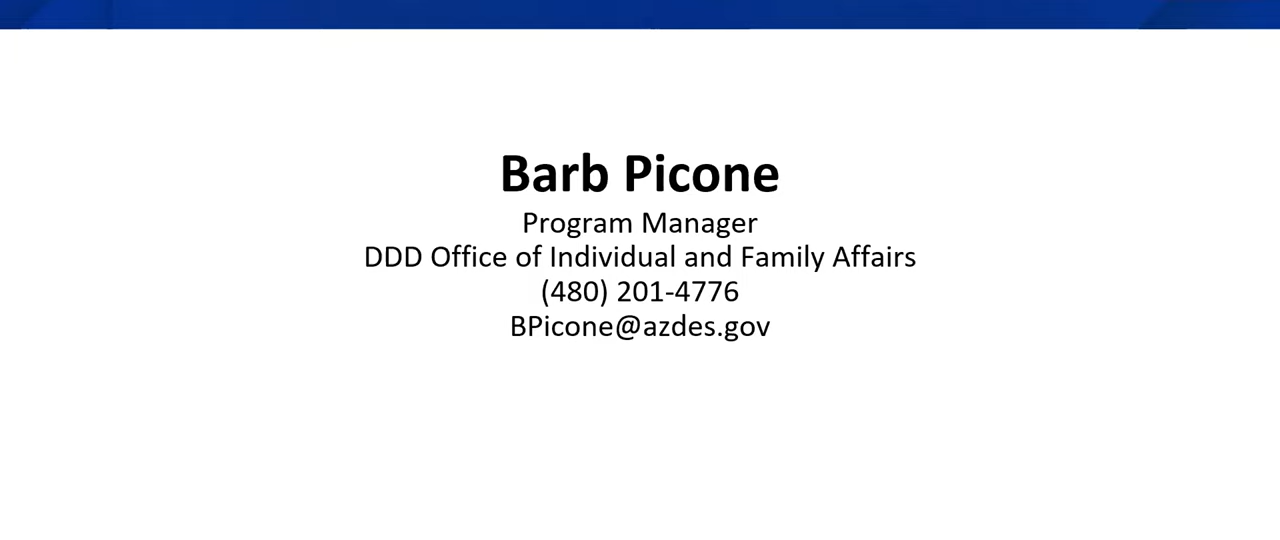 Barb Picone
Program Manager
DDD Office of Individual and Family Affairs
(480) 201-4776
BPicone@azdes.gov